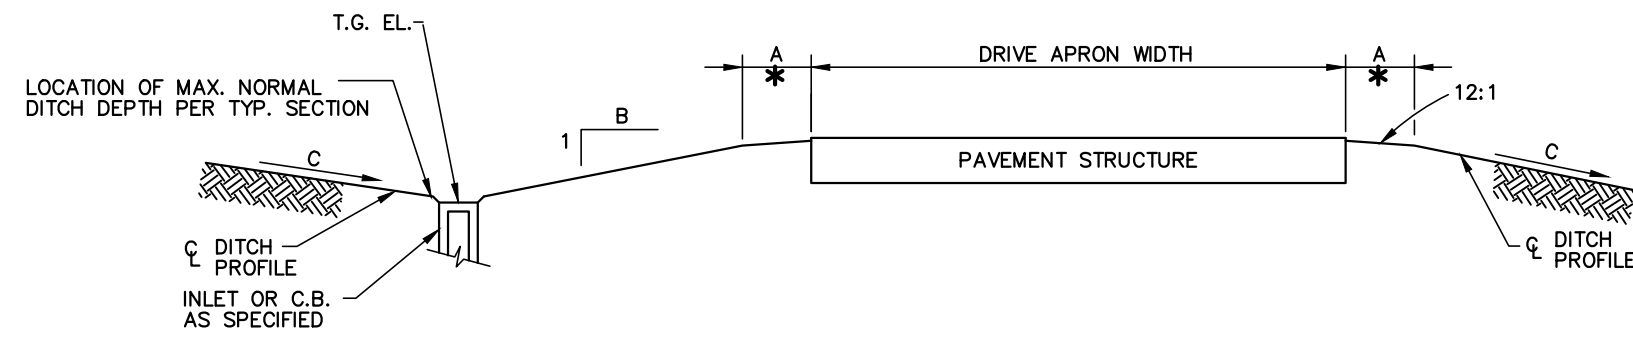 T.G. EL.
LOCATION OF MAX. NORMAL
DITCH DEPTH PER TYP. SECTION
A
*
DRIVE APRON WIDTH
A
*
12:1
B
1
C
PAVEMENT STRUCTURE
C
℄ DITCH
PROFILE
INLET OR C.B.
AS SPECIFIED
℄ DITCH
PROFILE